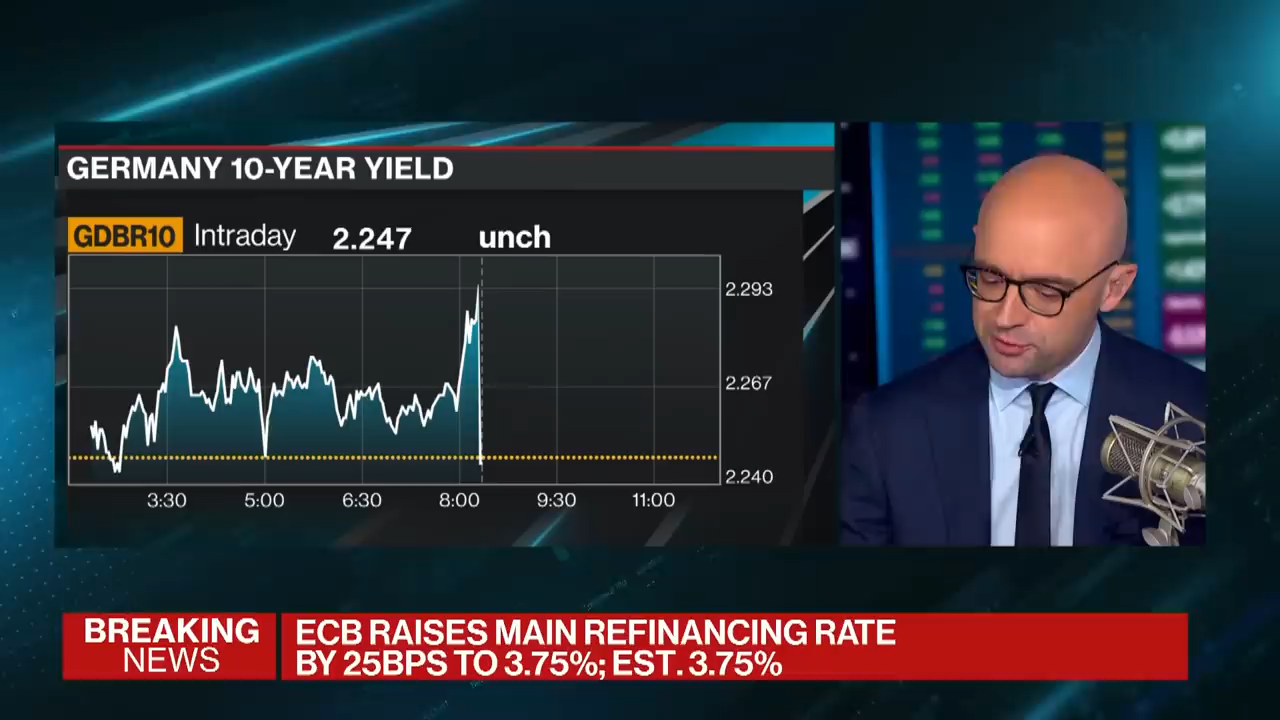 GERMANY 10-YEAR YIELD
GDBR10 Intraday 2.247 unch
2.293
2.267
2.240
3:30 5:00 6:30 8:00 9:30 11:00
BREAKING
NEWS
ECB RAISES MAIN REFINANCING RATE
BY 25BPS TO 3.75%; EST. 3.75%